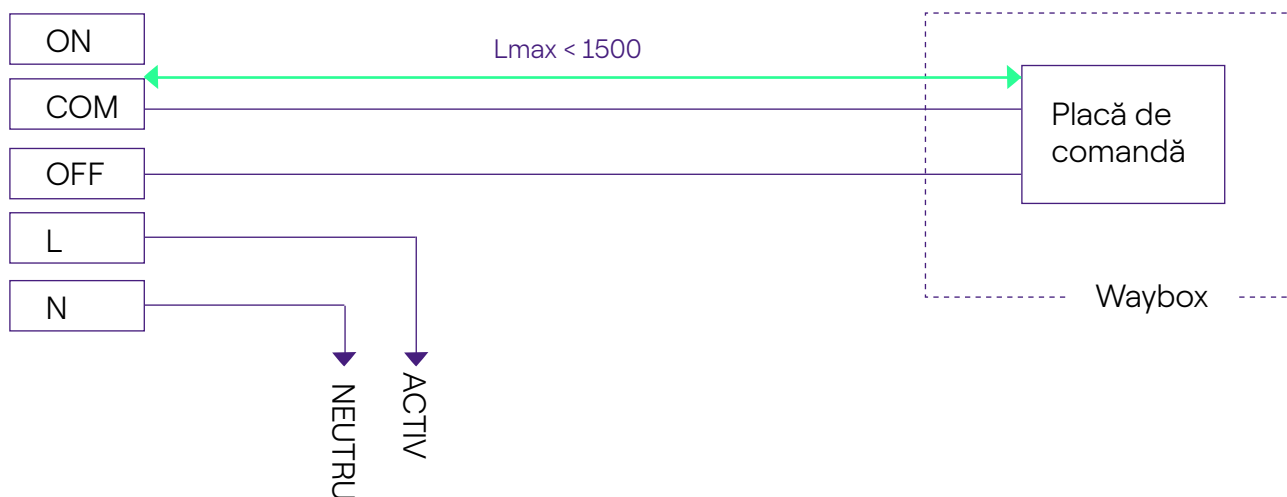 ON
Lmax < 1500
COM
Placă de
comandă
OFF
L
N
Waybox
NEUTRU
ACTIV